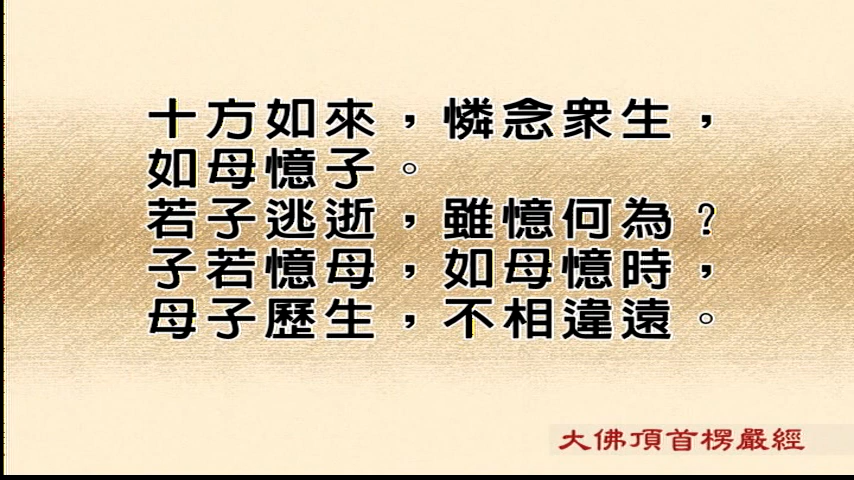 十方如來，憐念眾生，
如母憶子。
若子逃逝，雖憶何為？
子若憶母，如母憶時，
母子歷生，不相違遠。
大佛頂首楞嚴經